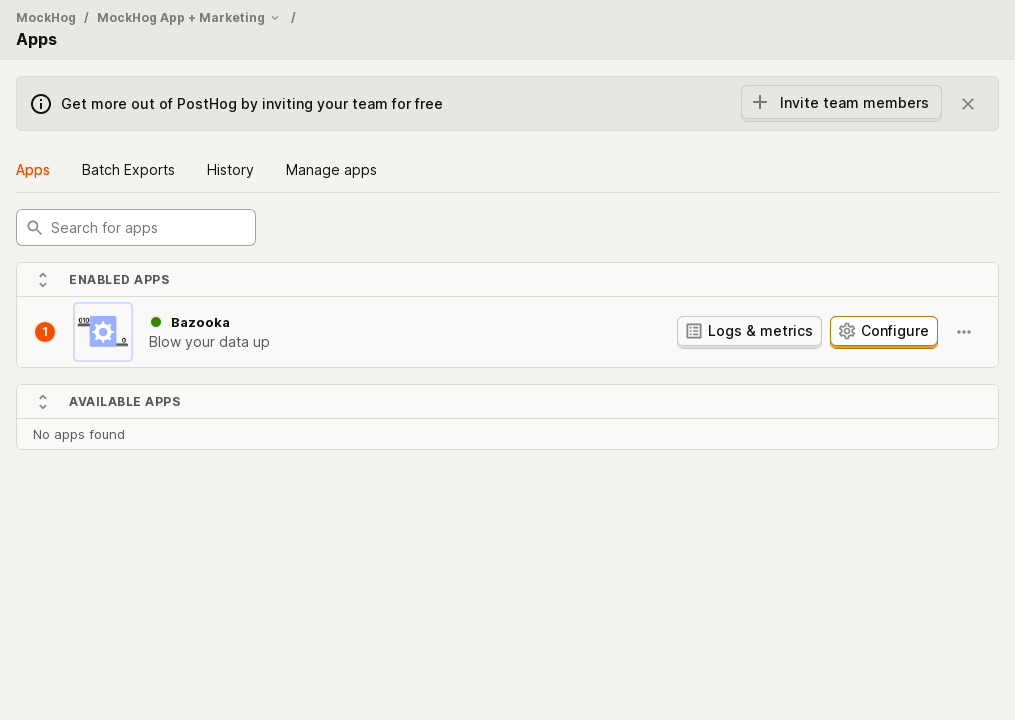 MockHog / MockHog App + Marketing /
Apps
Get more out of PostHog by inviting your team for free
Invite team members
Apps Batch Exports History Manage apps
Search for apps
ENABLED APPS
1
010
0
Bazooka
Blow your data up
Logs & metrics
Configure
AVAILABLE APPS
No apps found